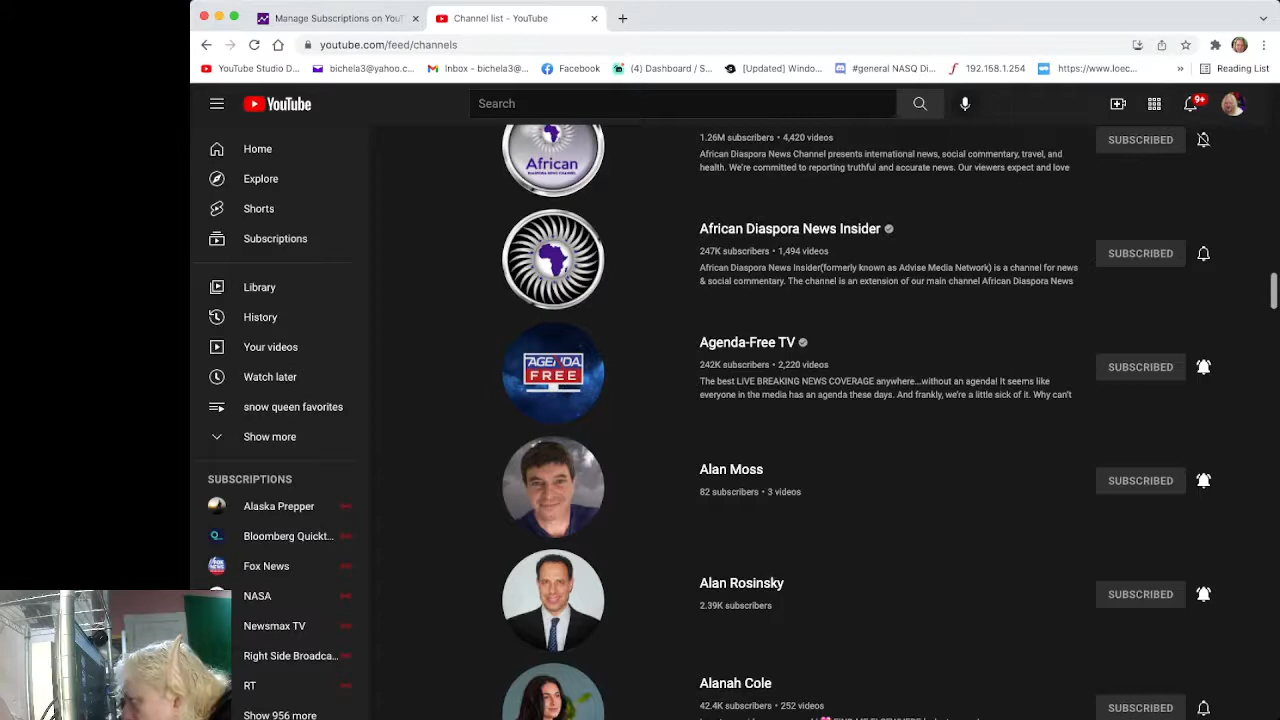 Manage Subscriptions on YouT
Channel list - YouTube
youtube.com/feed/channels
YouTube Studio D...
bichela3@yahoo.c...
Inbox - bichela3@...
Facebook
(4) Dashboard / S...
[Updated] Windo...
#general NASQ Di...
192.158.1.254
https://www.loec...
»
Reading List
YouTube
Search
9+
Home
Explore
Shorts
Subscriptions
Library
History
Your videos
Watch later
snow queen favorites
Show more
SUBSCRIPTIONS
Alaska Prepper
Bloomberg Quickt...
Fox News
NASA
Newsmax TV
Right Side Broadca...
RT
Show 956 more
African
DIASPORA NEWS CHANNEL
1.26M subscribers • 4,420 videos
African Diaspora News Channel presents international news, social commentary, travel, and
health. We're committed to reporting truthful and accurate news. Our viewers expect and love
SUBSCRIBED
African Diaspora News Insider
247K subscribers • 1,494 videos
African Diaspora News Insider(formerly known as Advise Media Network) is a channel for news
& social commentary. The channel is an extension of our main channel African Diaspora News
SUBSCRIBED
AGENDA
FREE
Agenda-Free TV
242K subscribers • 2,220 videos
The best LIVE BREAKING NEWS COVERAGE anywhere...without an agenda! It seems like
everyone in the media has an agenda these days. And frankly, we're a little sick of it. Why can't
SUBSCRIBED
Alan Moss
82 subscribers • 3 videos
SUBSCRIBED
Alan Rosinsky
2.39K subscribers
SUBSCRIBED
Alanah Cole
42.4K subscribers • 252 videos
SUBSCRIBED